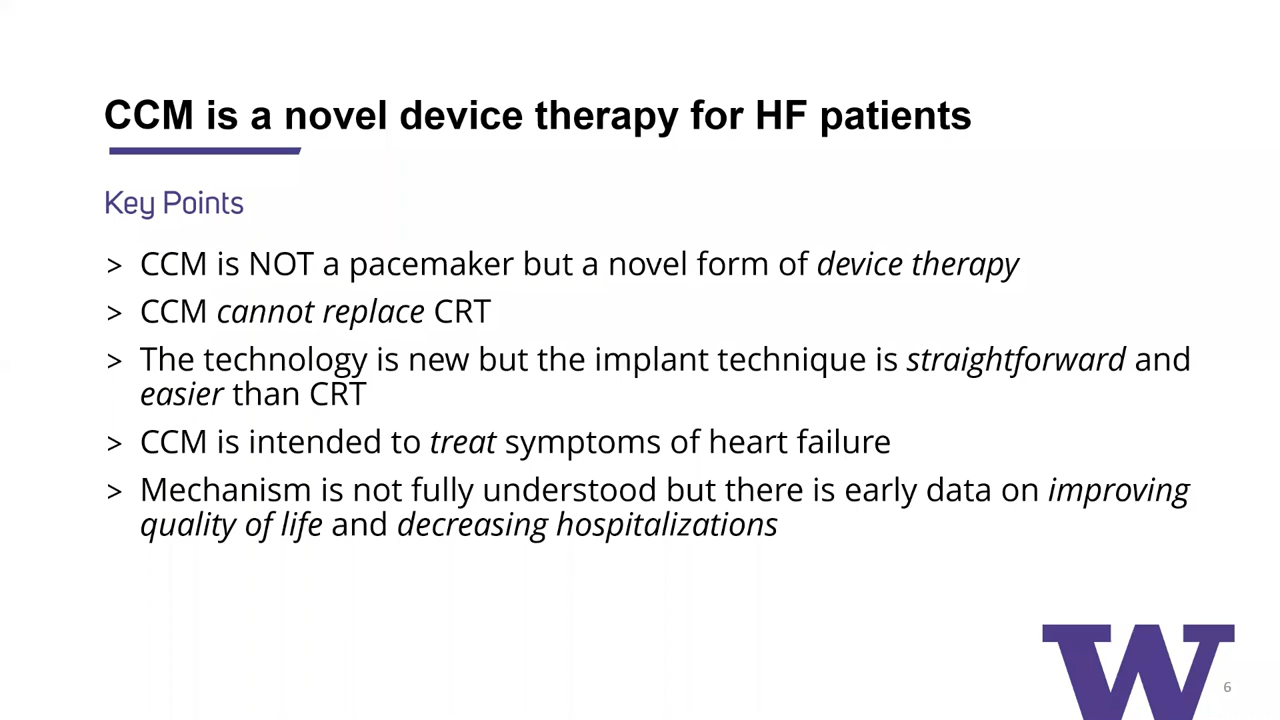 CCM is a novel device therapy for HF patients
Key Points
> CCM is NOT a pacemaker but a novel form of device therapy
> CCM cannot replace CRT
> The technology is new but the implant technique is straightforward and
easier than CRT
> CCM is intended to treat symptoms of heart failure
> Mechanism is not fully understood but there is early data on improving
quality of life and decreasing hospitalizations
W
6